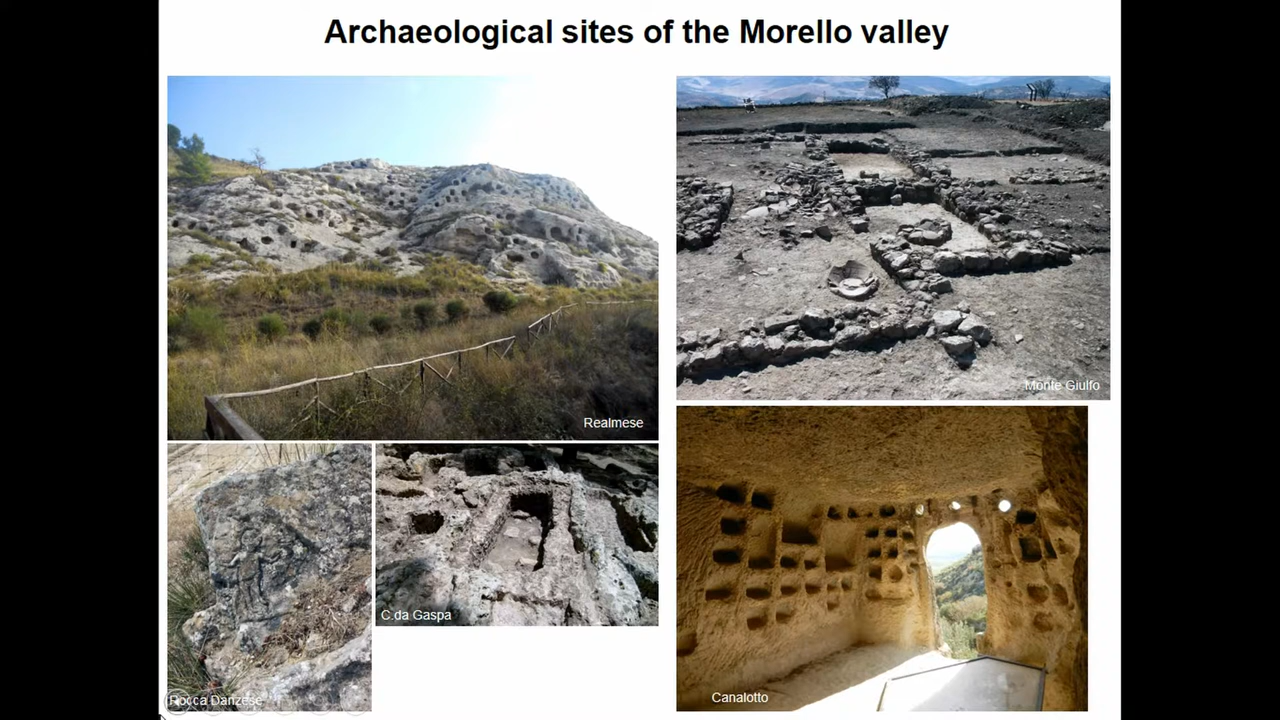 Archaeological sites of the Morello valley
Realmese
Monte Giulfo
Rocca Danzese
C.da Gaspa
Canalotto